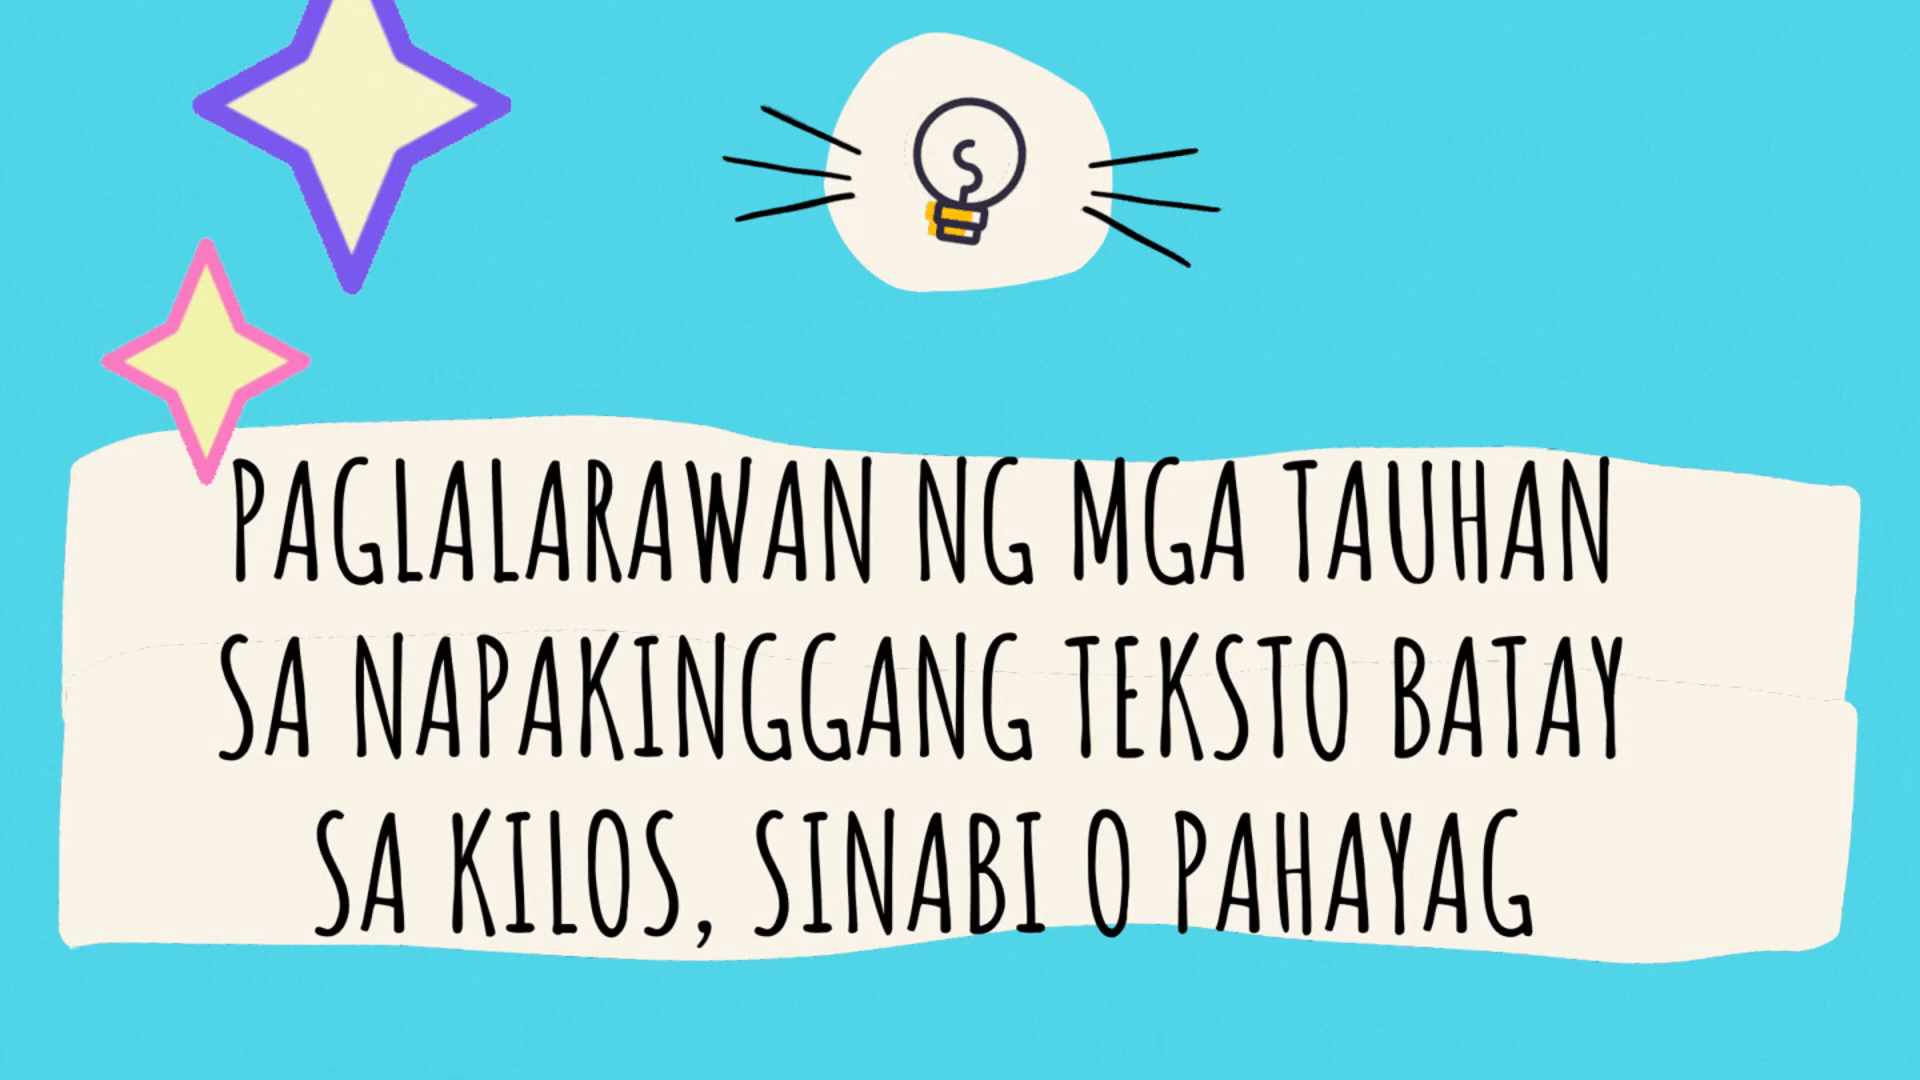 PAGLALARAWAN NG MGA TAUHAN
SA NAPAKINGGANG TEKSTO BATAY
SA KILOS, SINABI O PAHAYAG